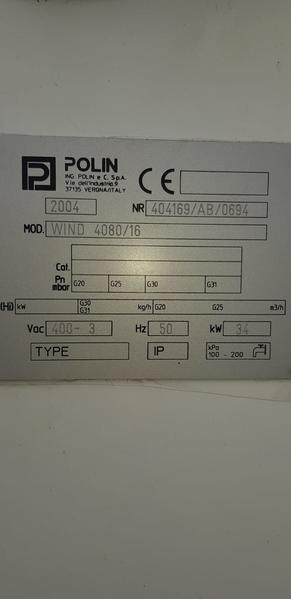 POLIN
ING. POLIN e C. S.p.A.
V.le dell'Industria,9
37135 VERONA/ITALY
CE
2004 NR 404169/AB/0694
MOD. WIND 4080/16
Cat.
Pn mbar G20 G25 G30 G31
(Hi) kW G30 G31 kg/h G20 G25 m3/h
Vac 400- 3 Hz 50 kW 34
TYPE IP kPa 100 - 200